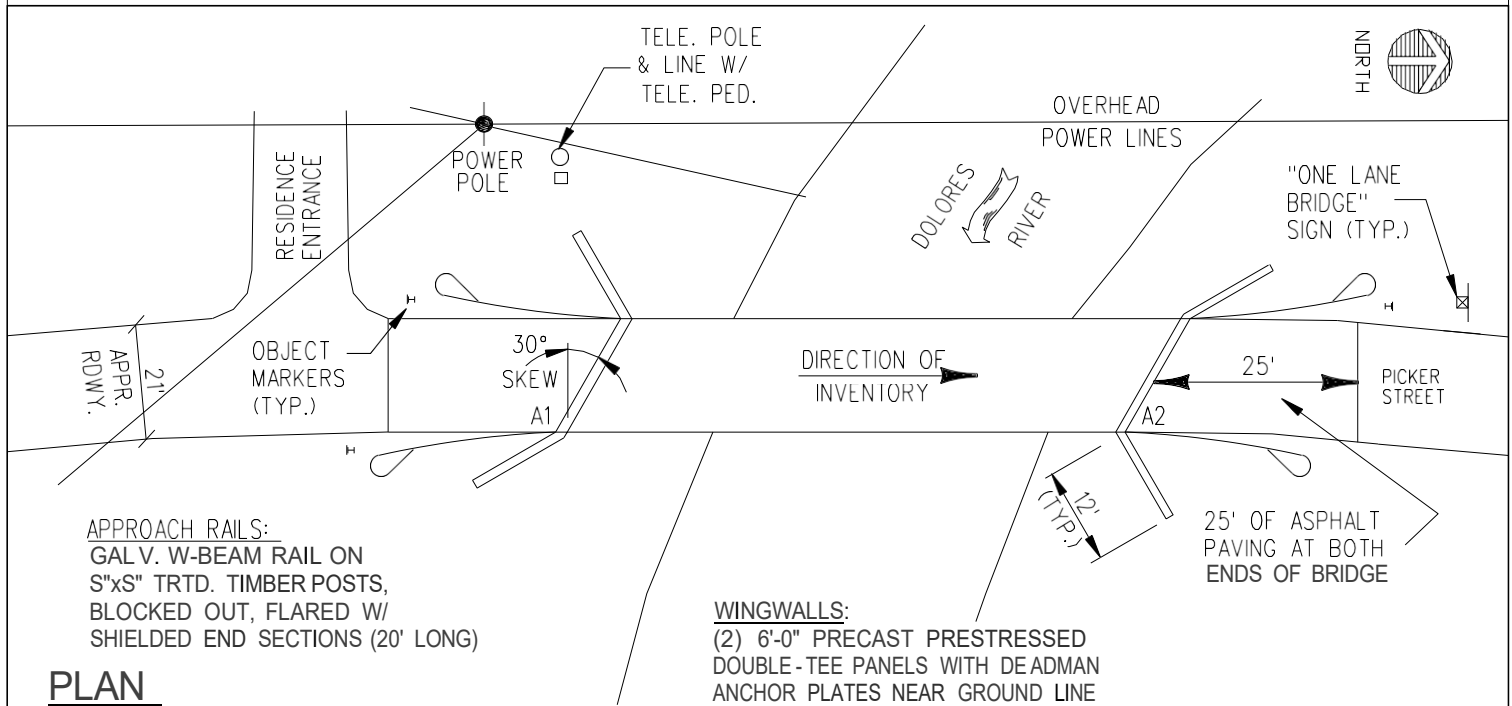 TELE. POLE
& LINE W/
TELE. PED.
NORTH
OVERHEAD
POWER LINES
POWER
POLE
RESIDENCE
ENTRANCE
DOLORES
RIVER
"ONE LANE
BRIDGE"
SIGN (TYP.)
21'
APPR.
RDWY.
OBJECT
MARKERS
(TYP.)
30°
SKEW
A1
DIRECTION OF
INVENTORY
A2
25'
PICKER
STREET
12'
(TYP.)
25' OF ASPHALT
PAVING AT BOTH
ENDS OF BRIDGE
APPROACH RAILS:
GALV. W-BEAM RAIL ON
S"xS" TRTD. TIMBER POSTS,
BLOCKED OUT, FLARED W/
SHIELDED END SECTIONS (20' LONG)
WINGWALLS:
(2) 6'-0" PRECAST PRESTRESSED
DOUBLE-TEE PANELS WITH DEADMAN
ANCHOR PLATES NEAR GROUND LINE
PLAN